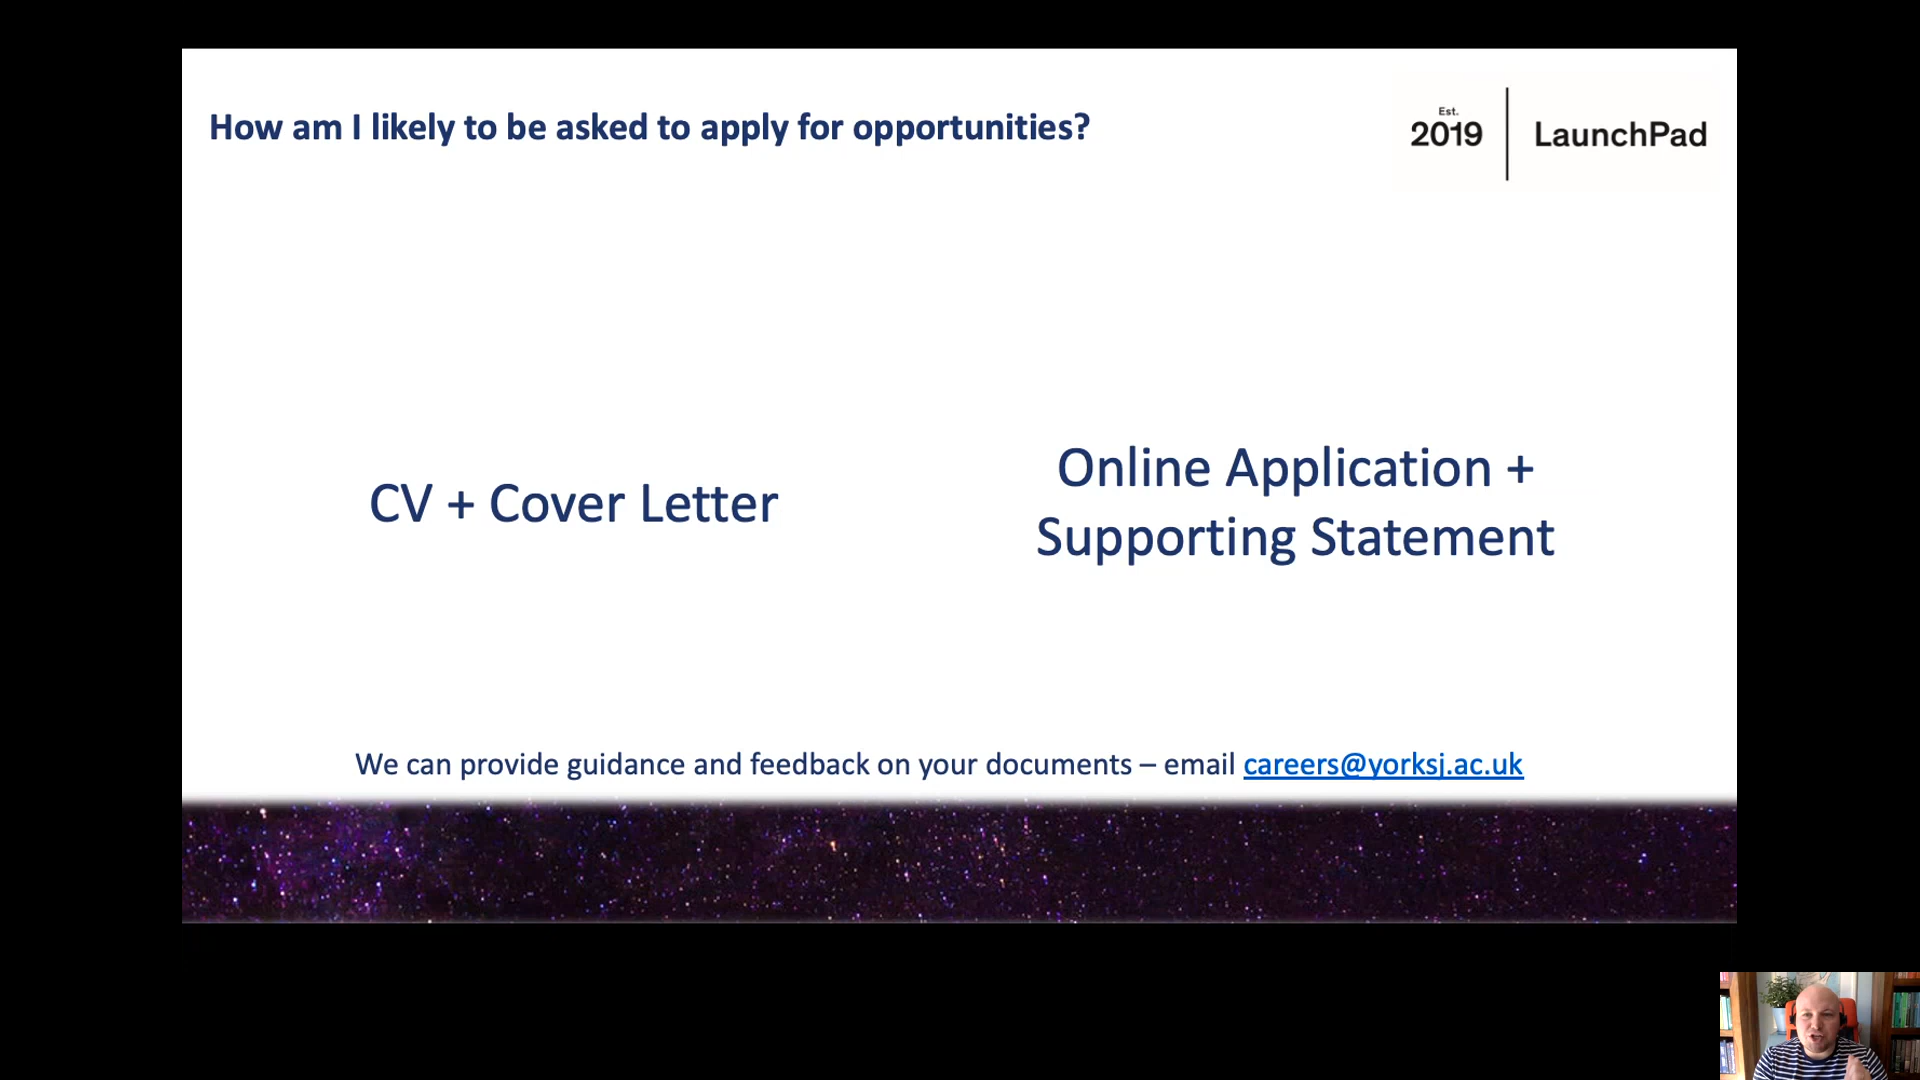 How am I likely to be asked to apply for opportunities?
Est.
2019
LaunchPad
CV + Cover Letter
Online Application +
Supporting Statement
We can provide guidance and feedback on your documents – email careers@yorksj.ac.uk